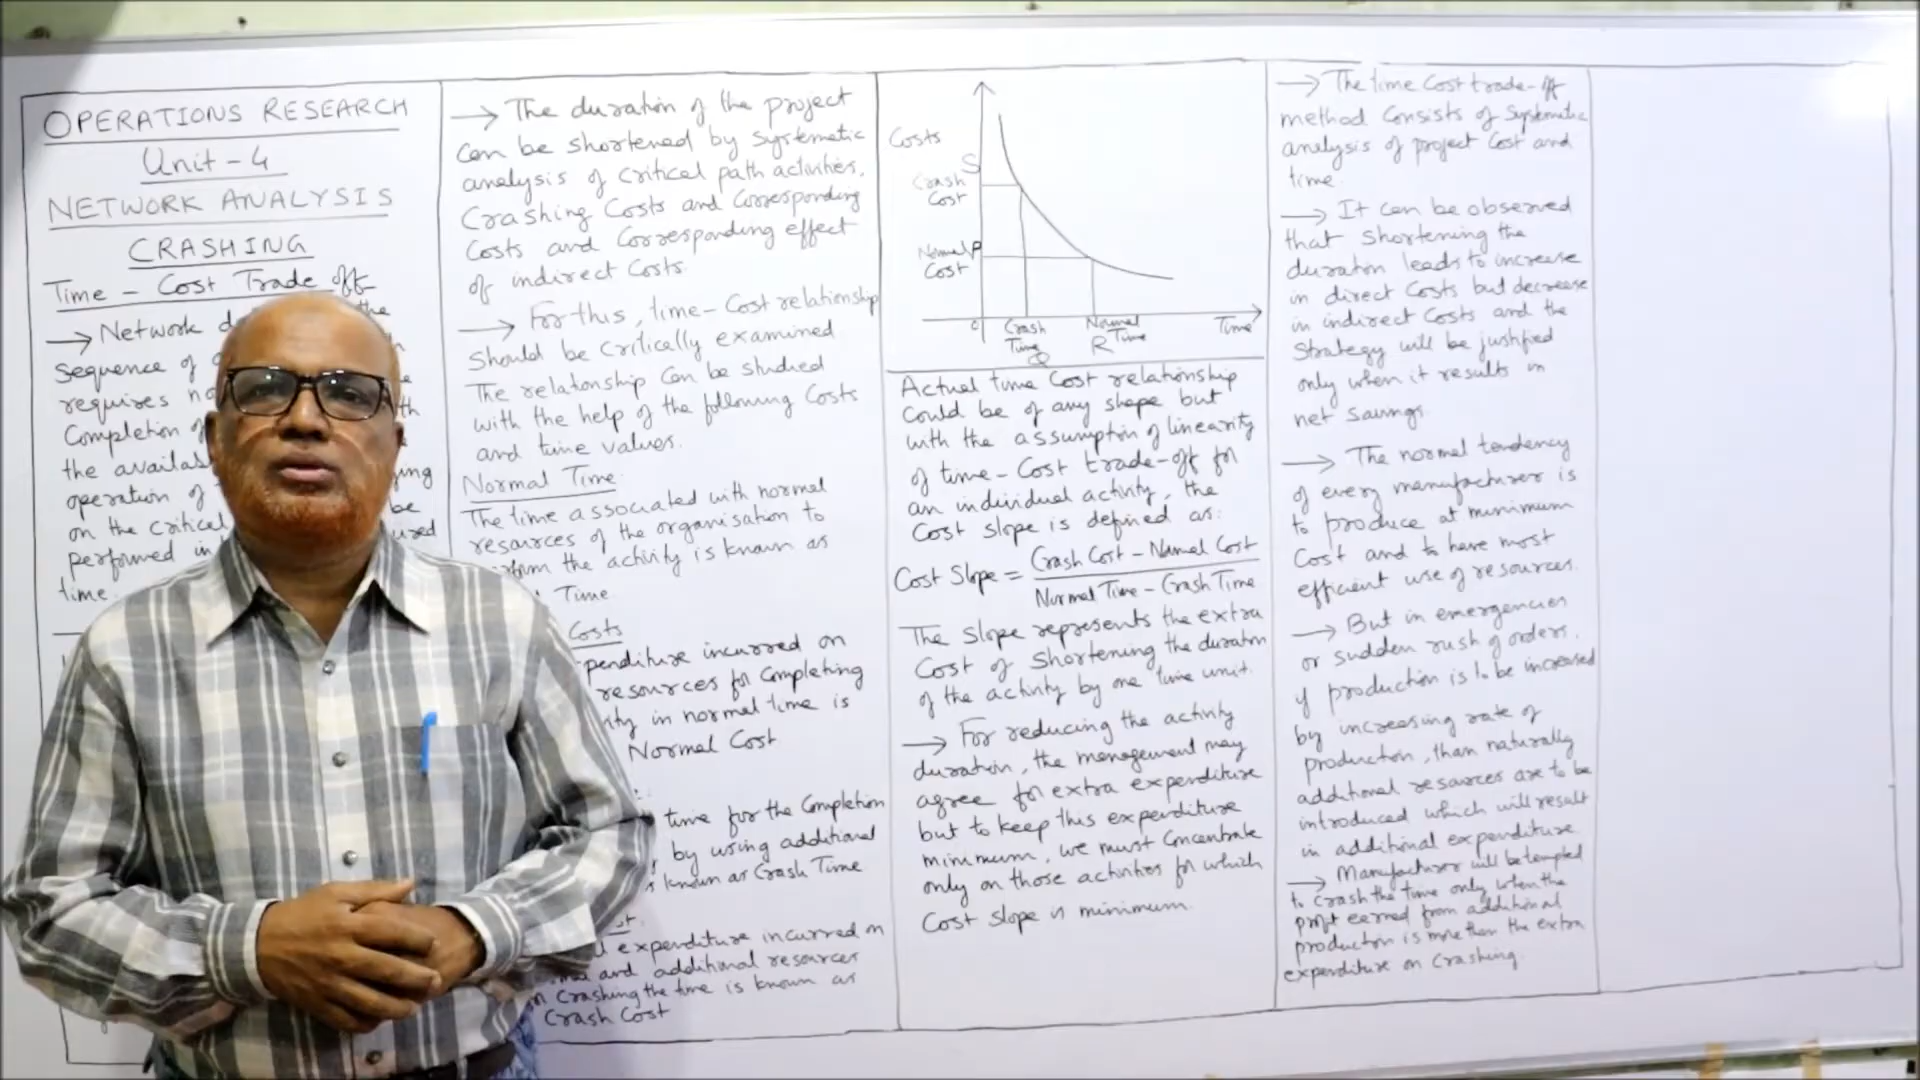 OPERATIONS RESEARCH
Unit - 4
NETWORK ANALYSIS
CRASHING
Time - Cost Trade off
→ Network
the
sequence of
requires
Completion of
the
operation of
on the critical
be
performed in
time.
→ The duration of the project
can be shortened by systematic
analysis of critical path activities,
Crashing Costs and Corresponding
Costs and Corresponding effect
of indirect Costs.
→ For this, time - Cost relationship
should be critically examined
The relationship can be studied
with the help of the following Costs
and time values.
Normal Time
The time associated with normal
resources of the organisation to
the activity is known as
Time
Costs
incurred on
resources for Completing
in normal time is
Normal Cost
time for the Completion
by using additional
known as Crash Time
expenditure incurred on
and additional resources
Crashing the time is known as
Crash Cost
Costs
S
Crash
Cost
Normal P
Cost
0
Crash
Time
Q
Normal
Time
R
Time
Actual time Cost relationship
Could be of any shape but
with the assumption of linearity
of time - Cost trade-off for
an individual activity, the
Cost slope is defined as:
Cost Slope = Crash Cost - Normal Cost
Normal Time - Crash Time
The slope represents the extra
Cost of shortening the duration
of the activity by one time unit.
→ For reducing the activity
duration, the management may
agree for extra expenditure
but to keep this expenditure
minimum, we must Concentrate
only on those activities for which
Cost slope is minimum.
→ The time Cost trade-off
method Consists of Systematic
analysis of project Cost and
time.
→ It can be observed
that shortening the
duration leads to increase
in direct Costs but decrease
in indirect Costs and the
strategy will be justified
only when it results in
net savings.
→ The normal tendency
of every manufacturer is
to produce at minimum
Cost and to have most
efficient use of resources.
→ But in emergencies
or sudden rush of orders,
if production is to be increased
by increasing rate of
production, than naturally
additional resources are to be
introduced which will result
in additional expenditure
→ Manufacturer will be tempted
to crash the time only when the
profit earned from additional
production is more than the extra
expenditure on Crashing.